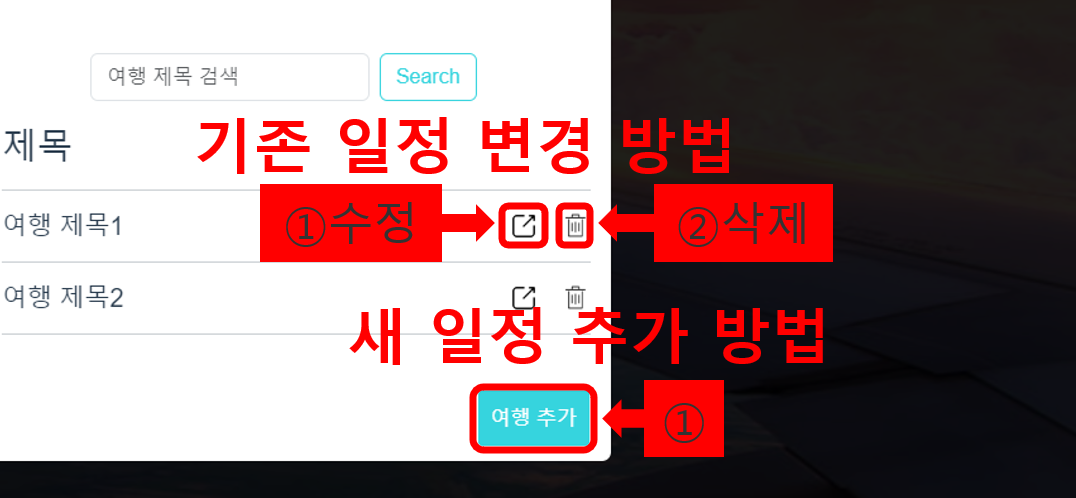 여행 제목 검색 Search
제목
기존 일정 변경 방법
여행 제목1 ①수정 ②삭제
여행 제목2
새 일정 추가 방법
여행 추가 ①